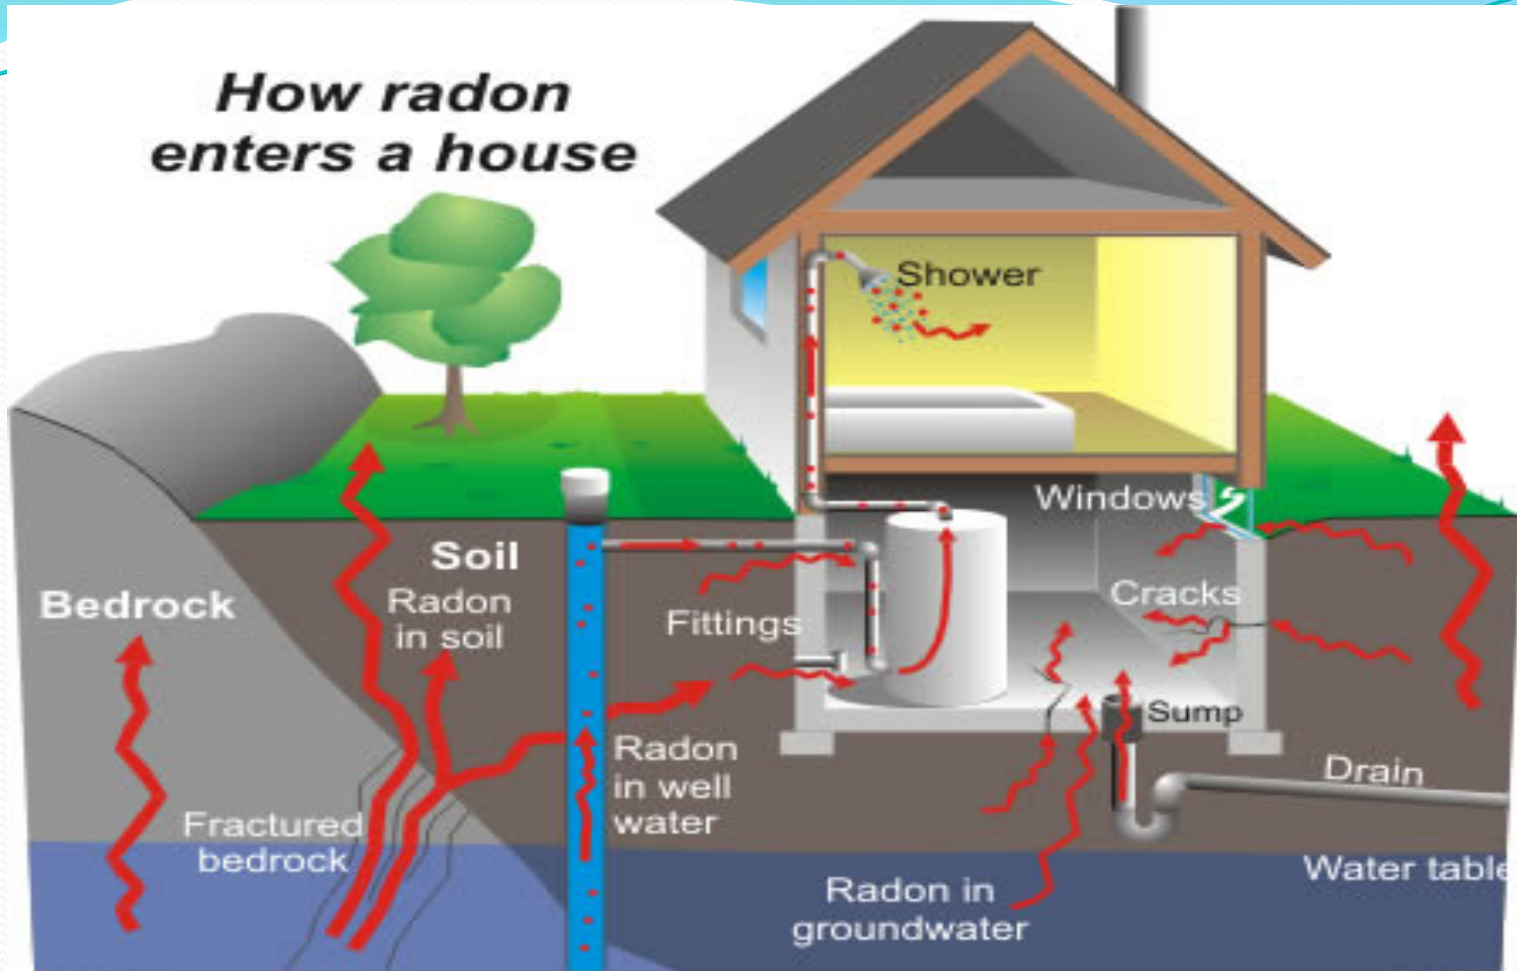 How radon
enters a house
Shower
Windows
Soil
Bedrock
Radon
in soil
Cracks
Fittings
Sump
Radon
in well
water
Drain
Fractured
bedrock
Water table
Radon in
groundwater